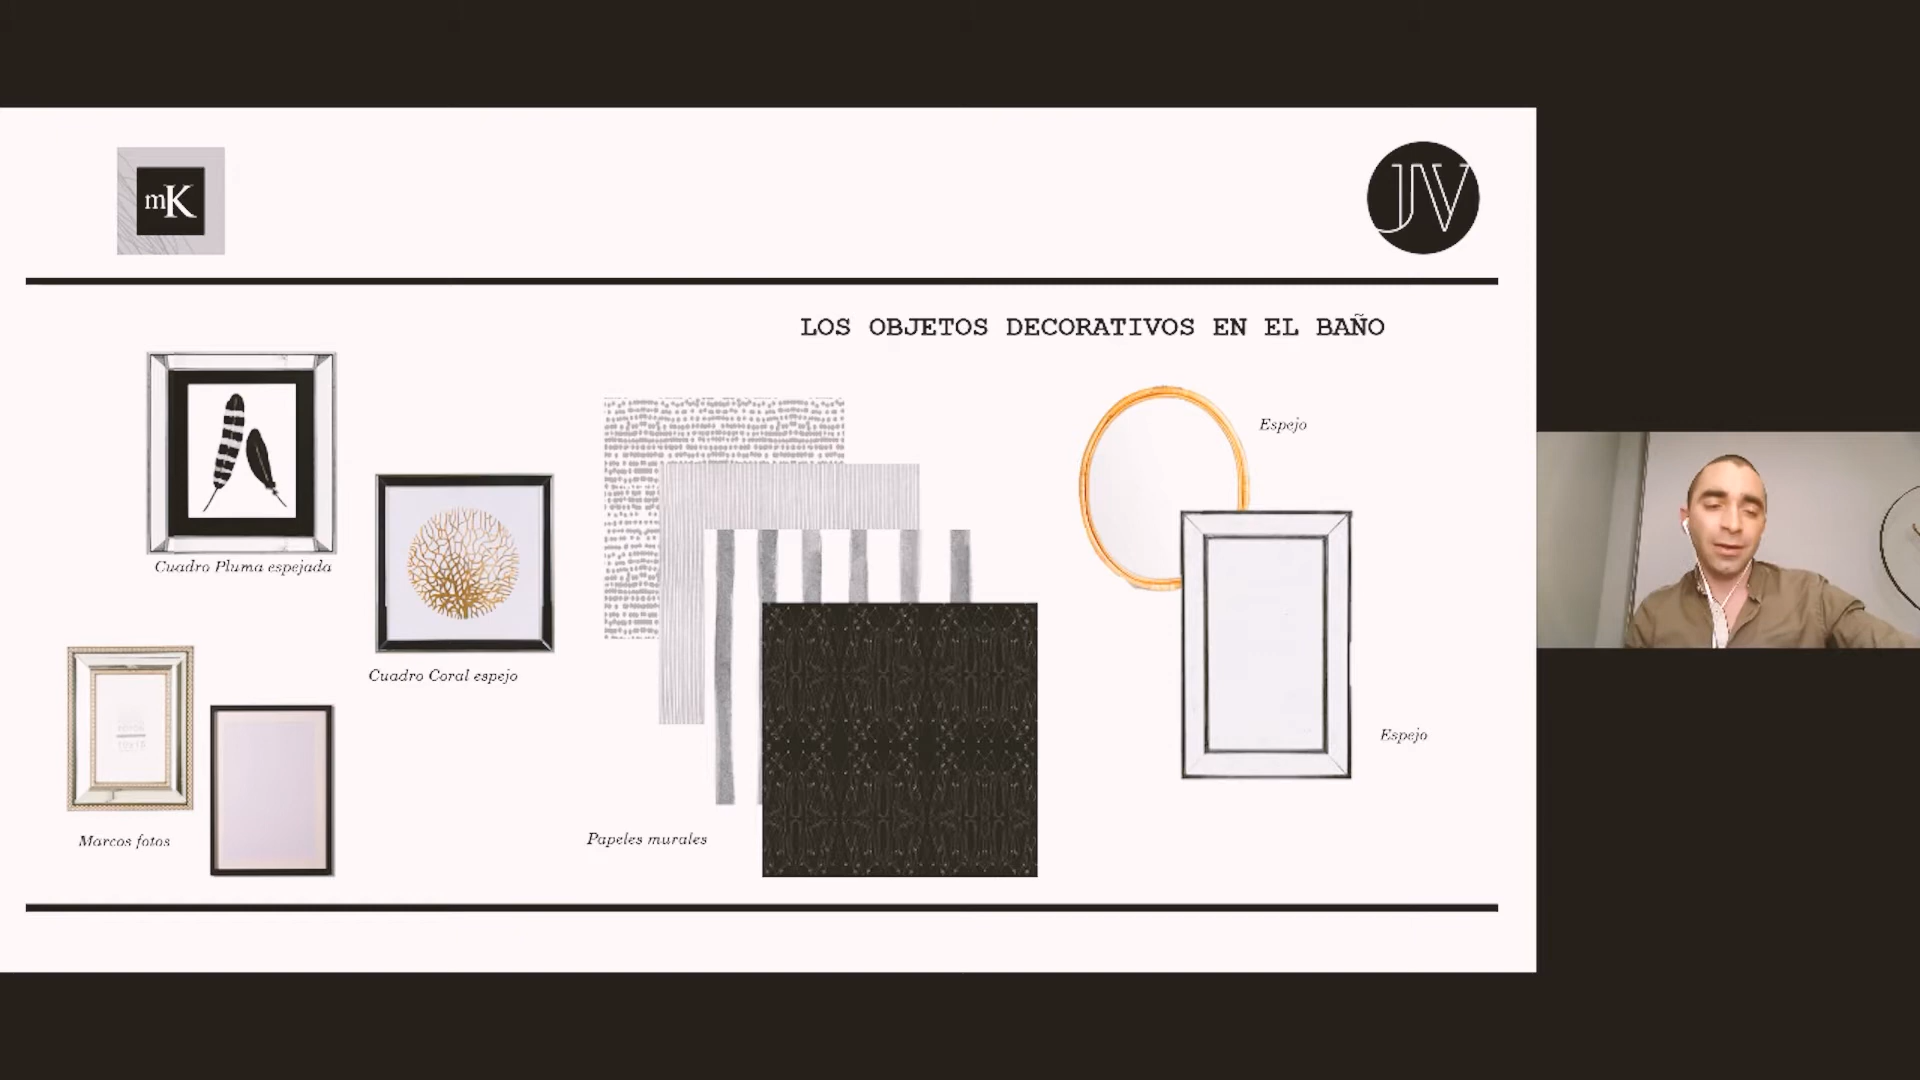 mK
JV
LOS OBJETOS DECORATIVOS EN EL BAÑO
Espejo
Cuadro Pluma espejada
Cuadro Coral espejo
Espejo
Marcos fotos
Papeles murales